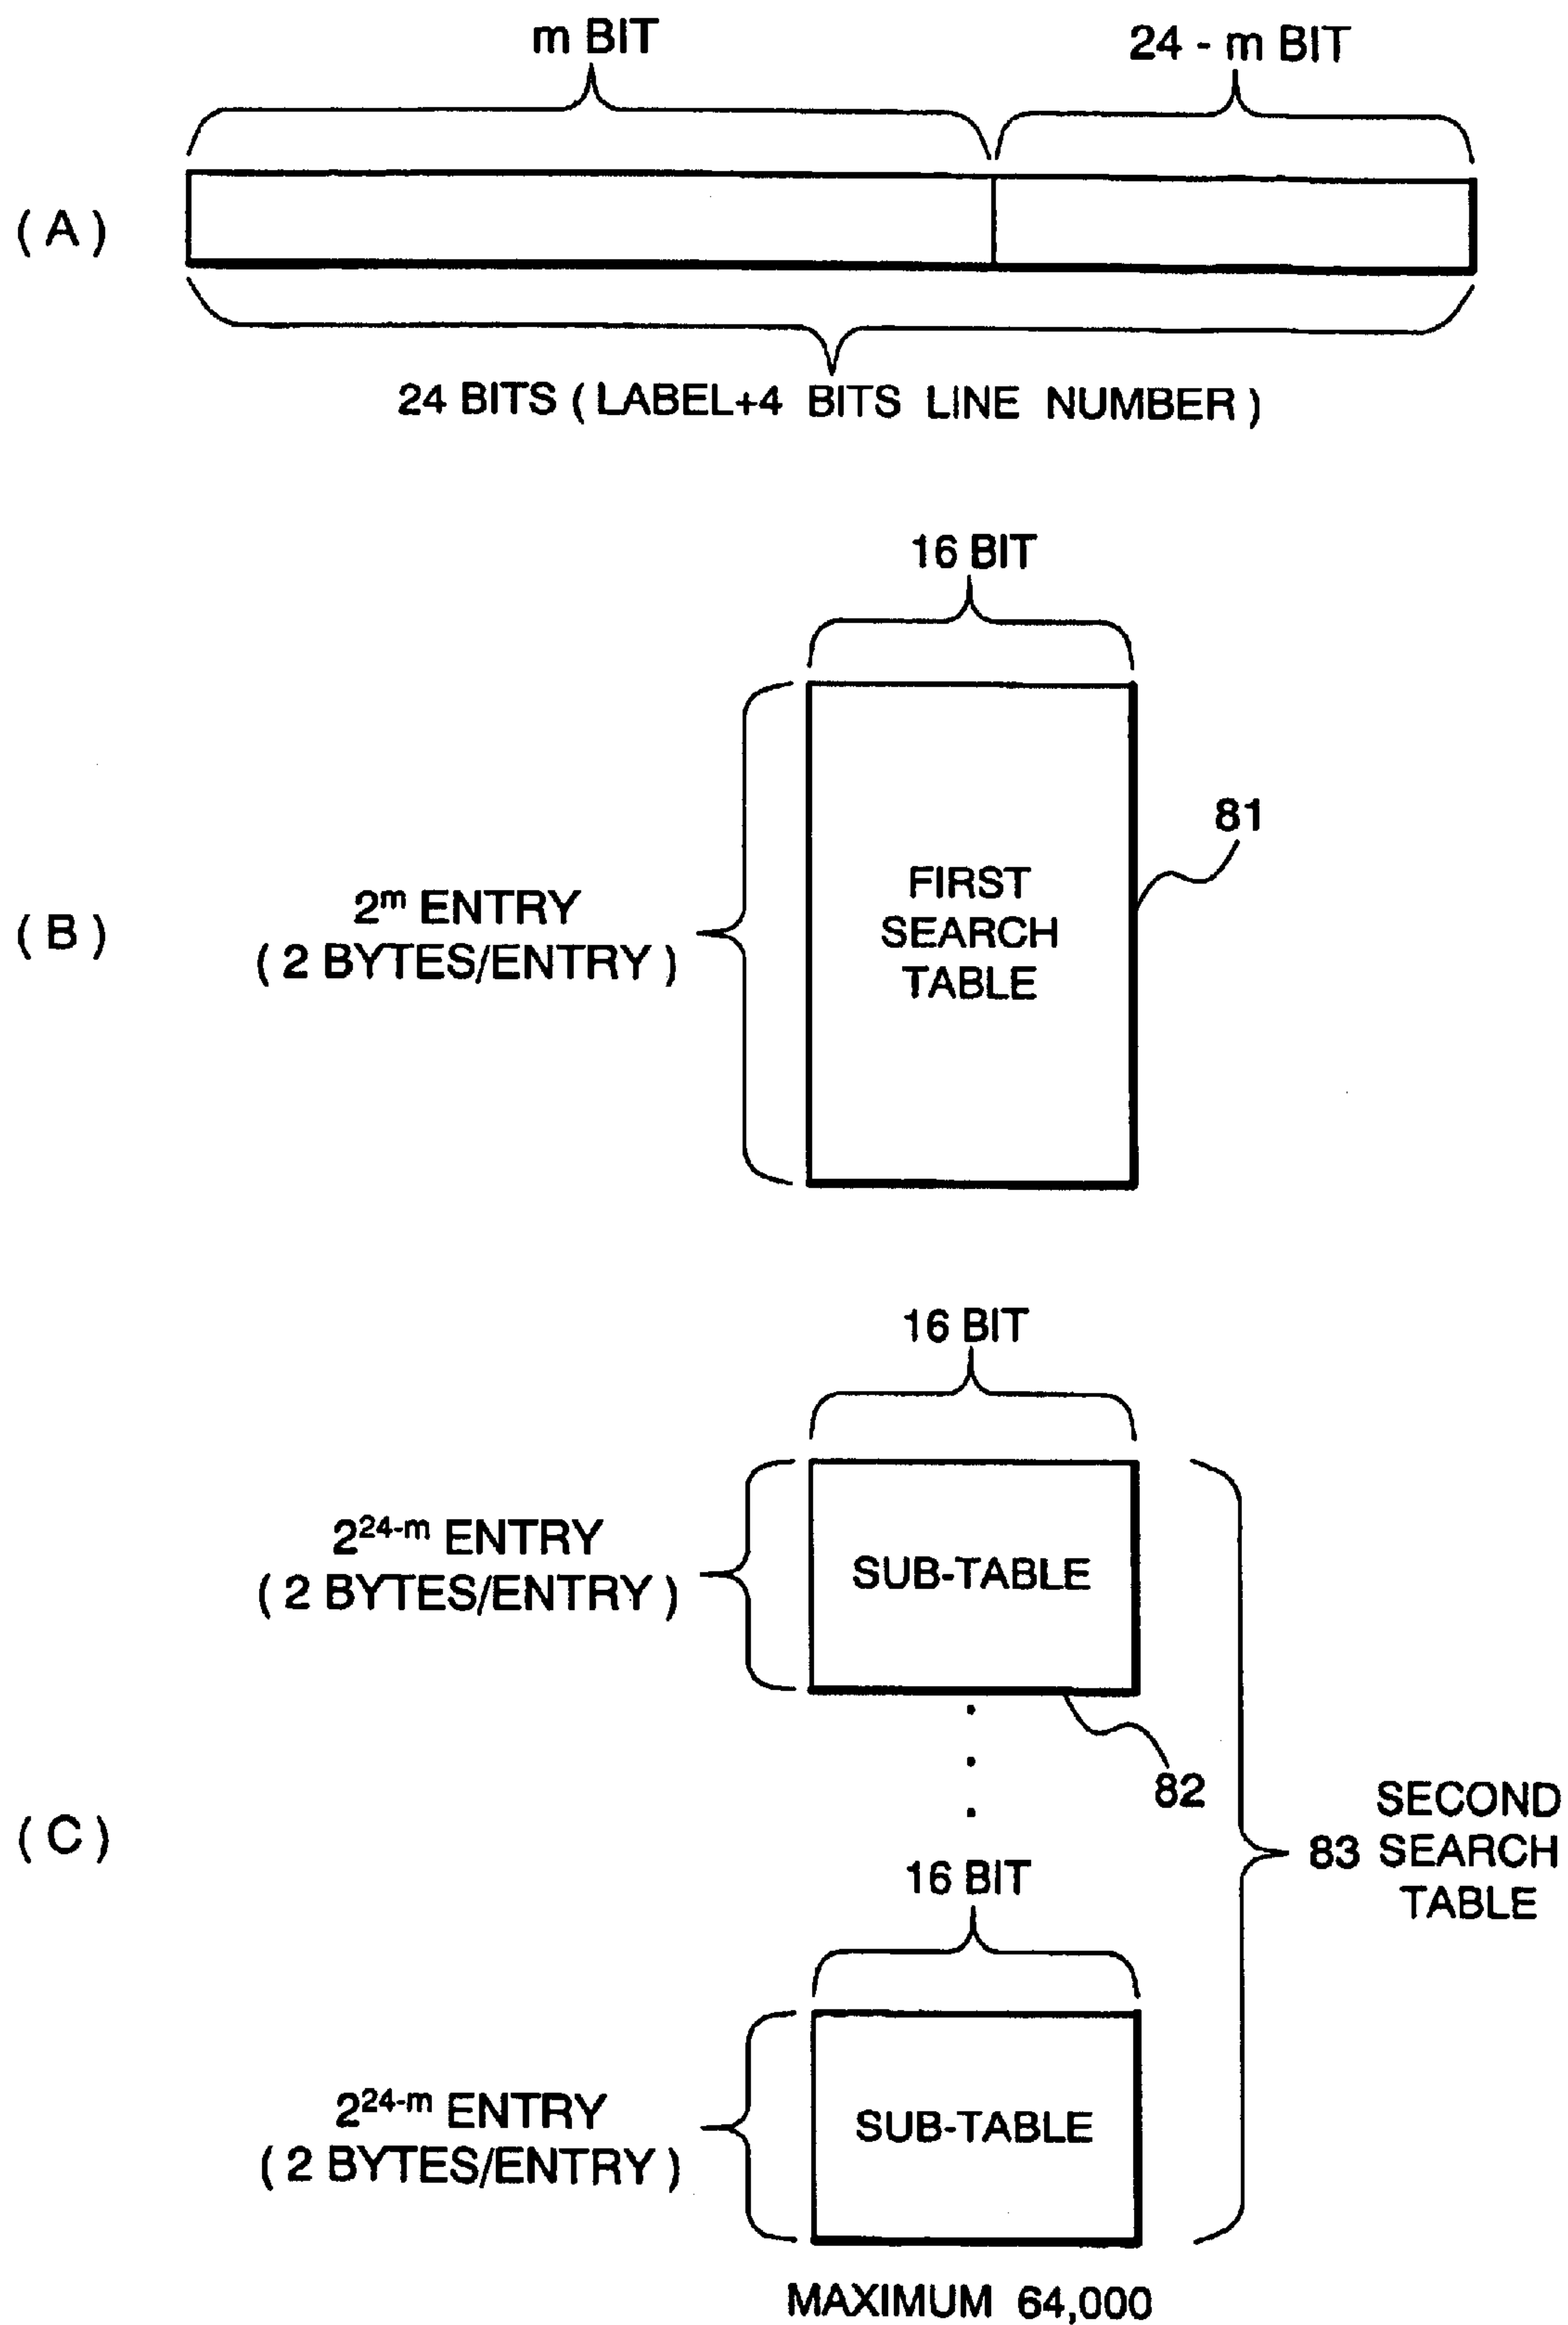 m BIT
24 - m BIT
(A)
24 BITS (LABEL+4 BITS LINE NUMBER)
16 BIT
81
(B)
2ᵐ ENTRY
(2 BYTES/ENTRY)
FIRST
SEARCH
TABLE
16 BIT
2²⁴⁻ᵐ ENTRY
(2 BYTES/ENTRY)
SUB-TABLE
82
(C)
83
SECOND
SEARCH
TABLE
16 BIT
2²⁴⁻ᵐ ENTRY
(2 BYTES/ENTRY)
SUB-TABLE
MAXIMUM 64,000